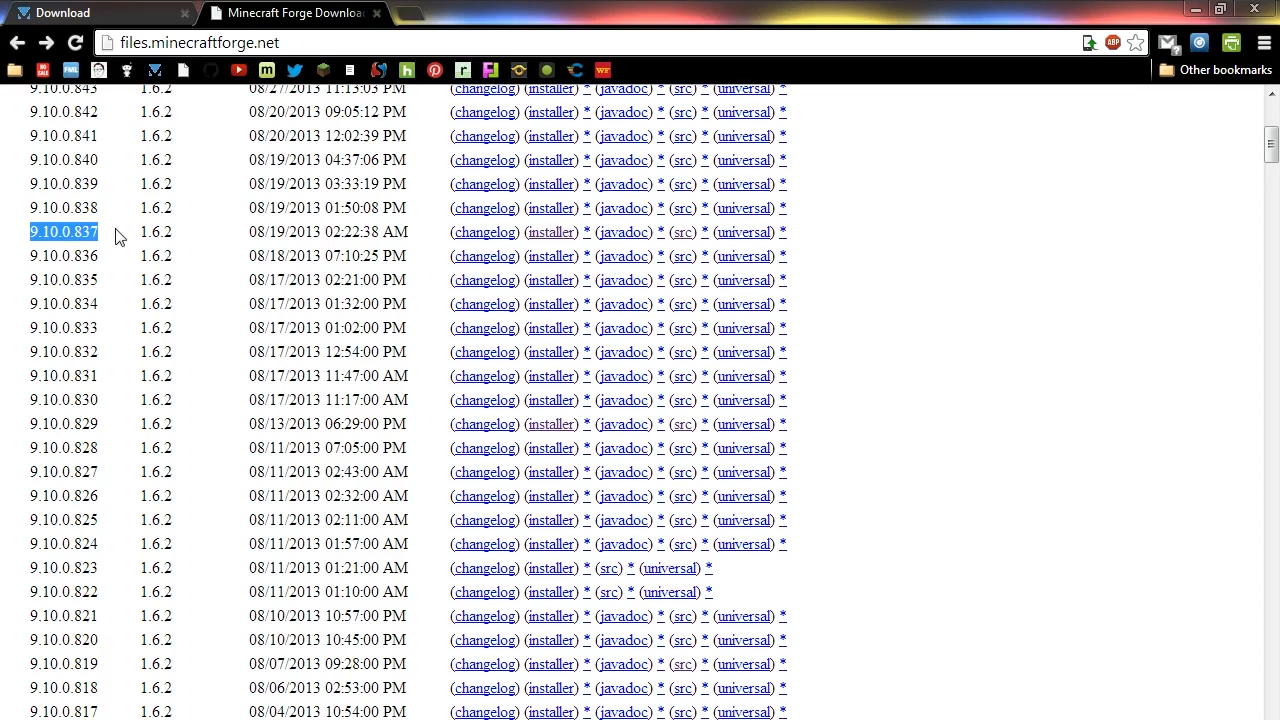 Download
Minecraft Forge Downloa
files.minecraftforge.net
ABP
NO SALE
FML
m
h
r
WF
Other bookmarks
9.10.0.843 1.6.2 08/27/2013 11:13:03 PM (changelog) (installer) * (javadoc) * (src) * (universal) *
9.10.0.842 1.6.2 08/20/2013 09:05:12 PM (changelog) (installer) * (javadoc) * (src) * (universal) *
9.10.0.841 1.6.2 08/20/2013 12:02:39 PM (changelog) (installer) * (javadoc) * (src) * (universal) *
9.10.0.840 1.6.2 08/19/2013 04:37:06 PM (changelog) (installer) * (javadoc) * (src) * (universal) *
9.10.0.839 1.6.2 08/19/2013 03:33:19 PM (changelog) (installer) * (javadoc) * (src) * (universal) *
9.10.0.838 1.6.2 08/19/2013 01:50:08 PM (changelog) (installer) * (javadoc) * (src) * (universal) *
9.10.0.837 1.6.2 08/19/2013 02:22:38 AM (changelog) (installer) * (javadoc) * (src) * (universal) *
9.10.0.836 1.6.2 08/18/2013 07:10:25 PM (changelog) (installer) * (javadoc) * (src) * (universal) *
9.10.0.835 1.6.2 08/17/2013 02:21:00 PM (changelog) (installer) * (javadoc) * (src) * (universal) *
9.10.0.834 1.6.2 08/17/2013 01:32:00 PM (changelog) (installer) * (javadoc) * (src) * (universal) *
9.10.0.833 1.6.2 08/17/2013 01:02:00 PM (changelog) (installer) * (javadoc) * (src) * (universal) *
9.10.0.832 1.6.2 08/17/2013 12:54:00 PM (changelog) (installer) * (javadoc) * (src) * (universal) *
9.10.0.831 1.6.2 08/17/2013 11:47:00 AM (changelog) (installer) * (javadoc) * (src) * (universal) *
9.10.0.830 1.6.2 08/17/2013 11:17:00 AM (changelog) (installer) * (javadoc) * (src) * (universal) *
9.10.0.829 1.6.2 08/13/2013 06:29:00 PM (changelog) (installer) * (javadoc) * (src) * (universal) *
9.10.0.828 1.6.2 08/11/2013 07:05:00 PM (changelog) (installer) * (javadoc) * (src) * (universal) *
9.10.0.827 1.6.2 08/11/2013 02:43:00 AM (changelog) (installer) * (javadoc) * (src) * (universal) *
9.10.0.826 1.6.2 08/11/2013 02:32:00 AM (changelog) (installer) * (javadoc) * (src) * (universal) *
9.10.0.825 1.6.2 08/11/2013 02:11:00 AM (changelog) (installer) * (javadoc) * (src) * (universal) *
9.10.0.824 1.6.2 08/11/2013 01:57:00 AM (changelog) (installer) * (javadoc) * (src) * (universal) *
9.10.0.823 1.6.2 08/11/2013 01:21:00 AM (changelog) (installer) * (src) * (universal) *
9.10.0.822 1.6.2 08/11/2013 01:10:00 AM (changelog) (installer) * (src) * (universal) *
9.10.0.821 1.6.2 08/10/2013 10:57:00 PM (changelog) (installer) * (javadoc) * (src) * (universal) *
9.10.0.820 1.6.2 08/10/2013 10:45:00 PM (changelog) (installer) * (javadoc) * (src) * (universal) *
9.10.0.819 1.6.2 08/07/2013 09:28:00 PM (changelog) (installer) * (javadoc) * (src) * (universal) *
9.10.0.818 1.6.2 08/06/2013 02:53:00 PM (changelog) (installer) * (javadoc) * (src) * (universal) *
9.10.0.817 1.6.2 08/04/2013 10:54:00 PM (changelog) (installer) * (javadoc) * (src) * (universal) *